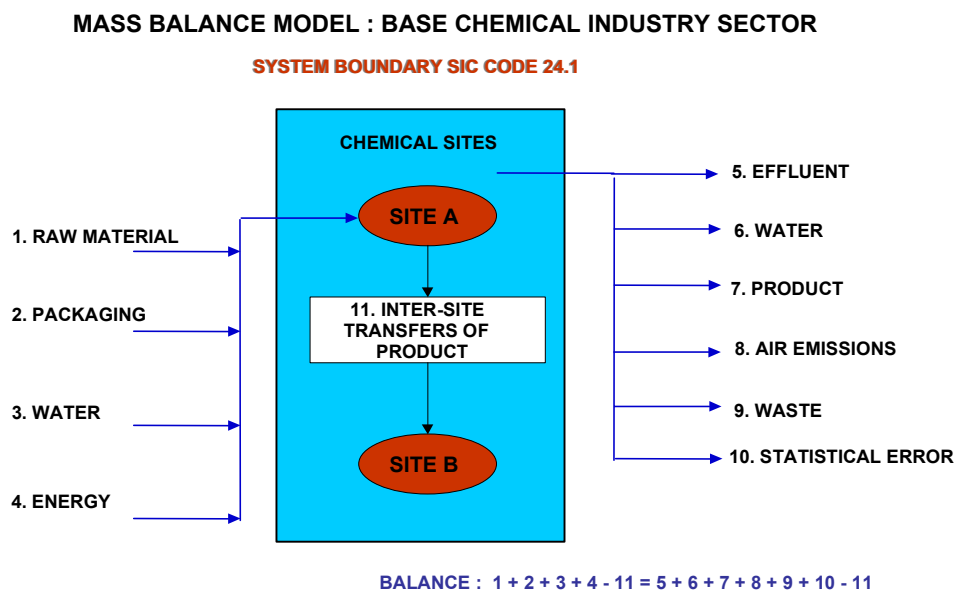 MASS BALANCE MODEL : BASE CHEMICAL INDUSTRY SECTOR
SYSTEM BOUNDARY SIC CODE 24.1
CHEMICAL SITES
SITE A
11. INTER-SITE
TRANSFERS OF
PRODUCT
SITE B
1. RAW MATERIAL
2. PACKAGING
3. WATER
4. ENERGY
5. EFFLUENT
6. WATER
7. PRODUCT
8. AIR EMISSIONS
9. WASTE
10. STATISTICAL ERROR
BALANCE : 1 + 2 + 3 + 4 - 11 = 5 + 6 + 7 + 8 + 9 + 10 - 11